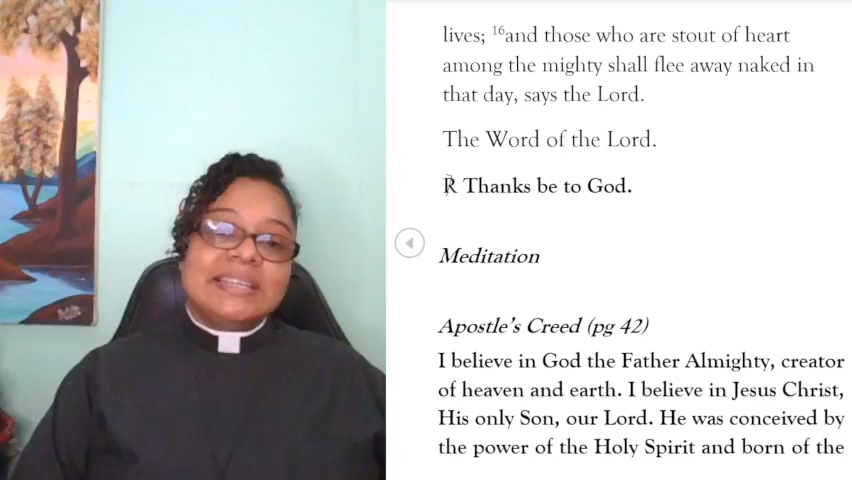 lives; ¹⁶and those who are stout of heart
among the mighty shall flee away naked in
that day, says the Lord.
The Word of the Lord.
℟ Thanks be to God.
Meditation
Apostle's Creed (pg 42)
I believe in God the Father Almighty, creator
of heaven and earth. I believe in Jesus Christ,
His only Son, our Lord. He was conceived by
the power of the Holy Spirit and born of the